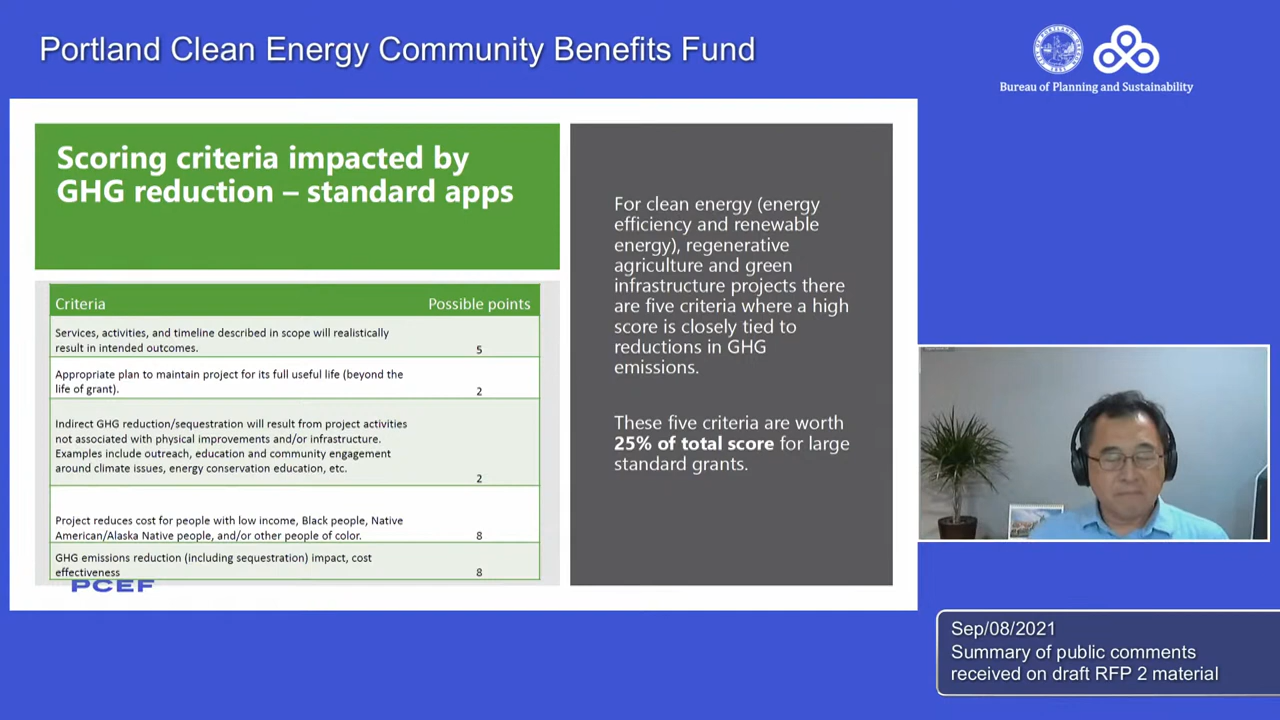 Portland Clean Energy Community Benefits Fund
Bureau of Planning and Sustainability
Scoring criteria impacted by
GHG reduction – standard apps
Criteria Possible points
Services, activities, and timeline described in scope will realistically
result in intended outcomes. 5
Appropriate plan to maintain project for its full useful life (beyond the
life of grant). 2
Indirect GHG reduction/sequestration will result from project activities
not associated with physical improvements and/or infrastructure.
Examples include outreach, education and community engagement
around climate issues, energy conservation education, etc. 2
Project reduces cost for people with low income, Black people, Native
American/Alaska Native people, and/or other people of color. 8
GHG emissions reduction (including sequestration) impact, cost
effectiveness 8
PCEF
For clean energy (energy
efficiency and renewable
energy), regenerative
agriculture and green
infrastructure projects there
are five criteria where a high
score is closely tied to
reductions in GHG
emissions.
These five criteria are worth
25% of total score for large
standard grants.
Sep/08/2021
Summary of public comments
received on draft RFP 2 material